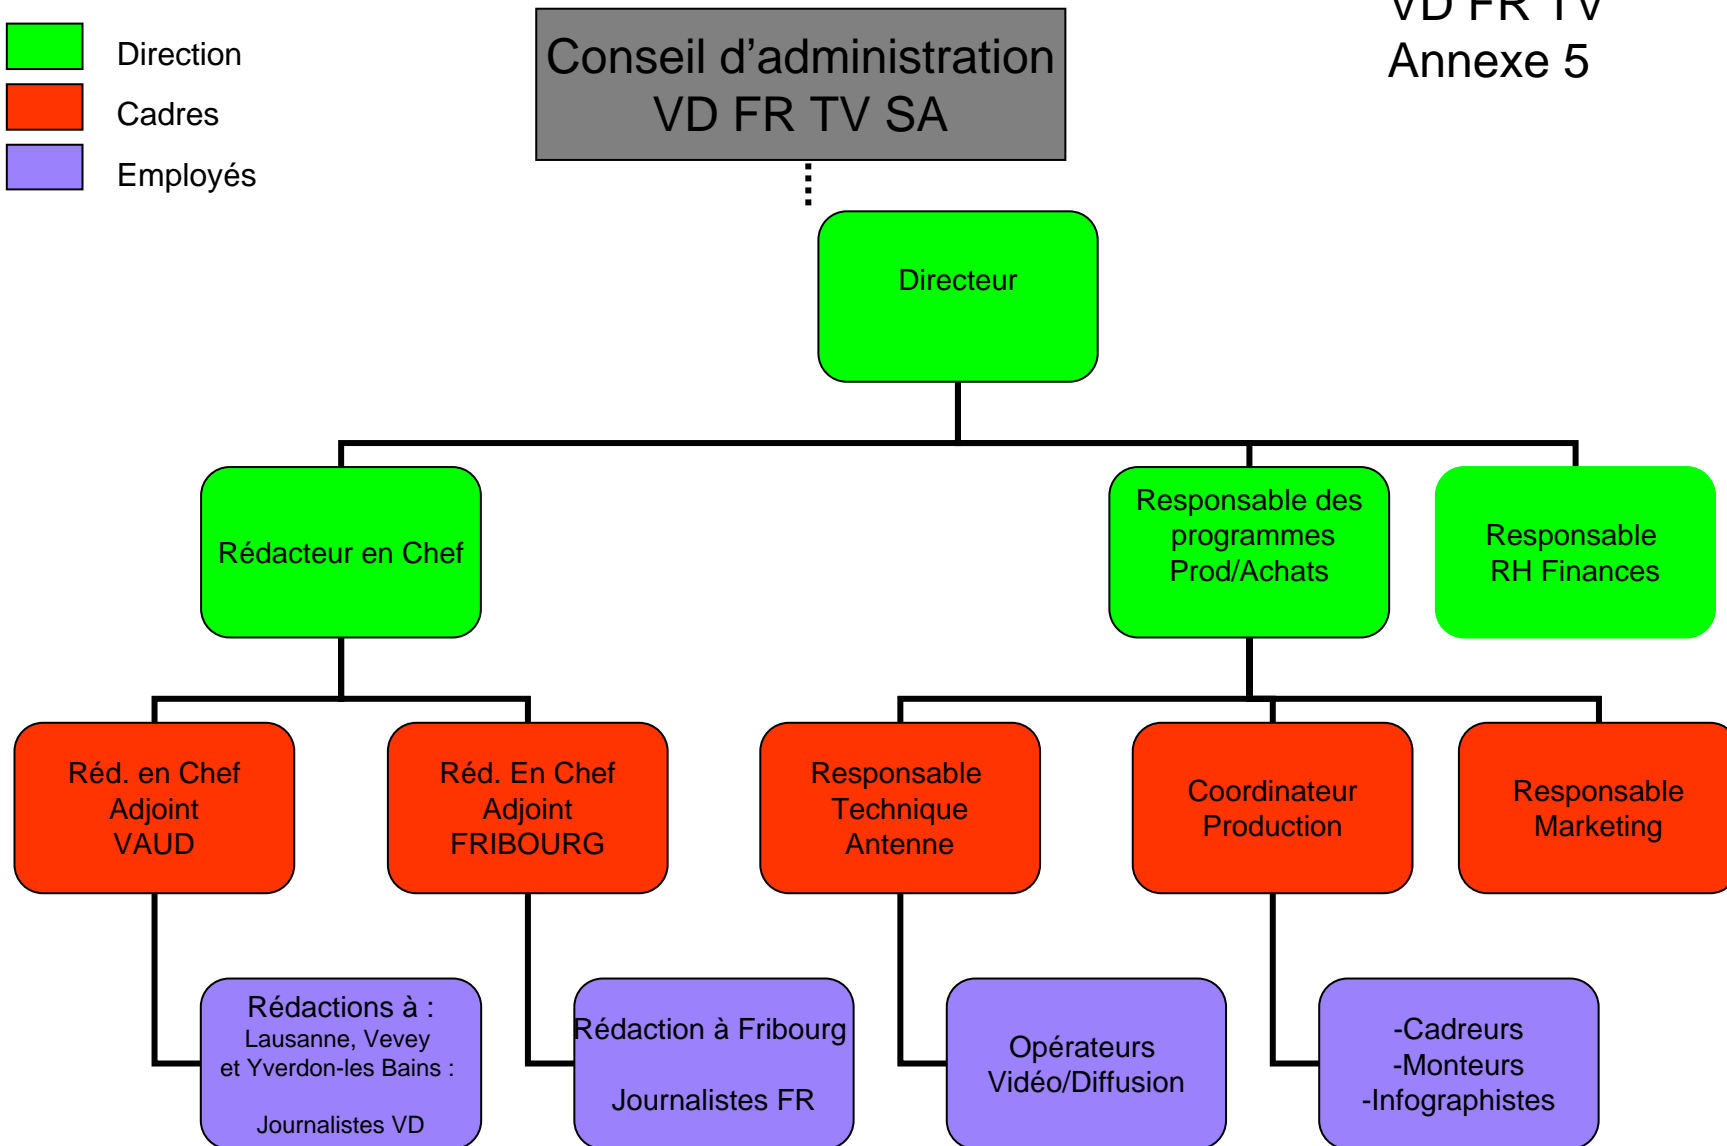 VD FR TV
Annexe 5
Direction
Cadres
Employés
Conseil d’administration
VD FR TV SA
Directeur
Rédacteur en Chef
Responsable des
programmes
Prod/Achats
Responsable
RH Finances
Réd. en Chef
Adjoint
VAUD
Réd. En Chef
Adjoint
FRIBOURG
Responsable
Technique
Antenne
Coordinateur
Production
Responsable
Marketing
Rédactions à :
Lausanne, Vevey
et Yverdon-les Bains :
Journalistes VD
Rédaction à Fribourg
Journalistes FR
Opérateurs
Vidéo/Diffusion
-Cadreurs
-Monteurs
-Infographistes